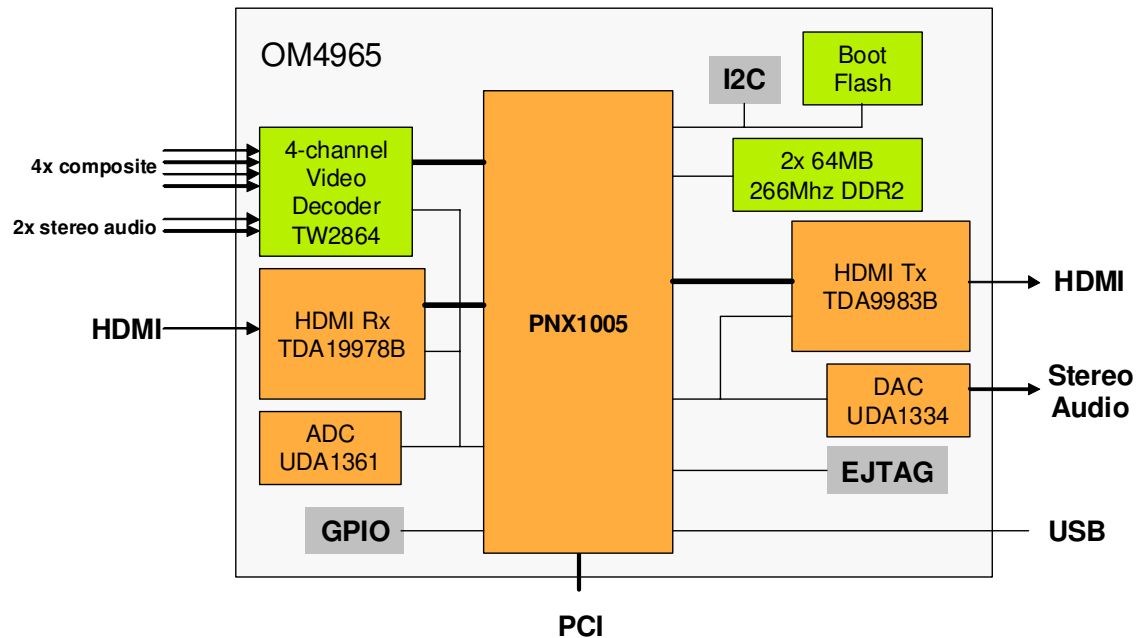 OM4965
I2C
Boot
Flash
4x composite
2x stereo audio
4-channel
Video
Decoder
TW2864
2x 64MB
266Mhz DDR2
HDMI
HDMI Rx
TDA19978B
PNX1005
HDMI Tx
TDA9983B
HDMI
ADC
UDA1361
DAC
UDA1334
Stereo
Audio
EJTAG
GPIO
USB
PCI